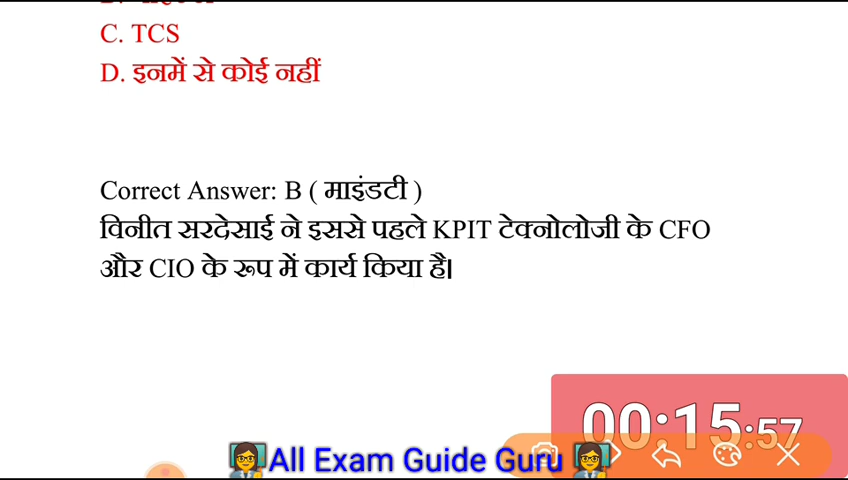 C. TCS
D. इनमें से कोई नहीं
Correct Answer: B ( माइंडटी )
विनीत सरदेसाई ने इससे पहले KPIT टेक्नोलोजी के CFO
और CIO के रूप में कार्य किया है।
00:15:57
All Exam Guide Guru